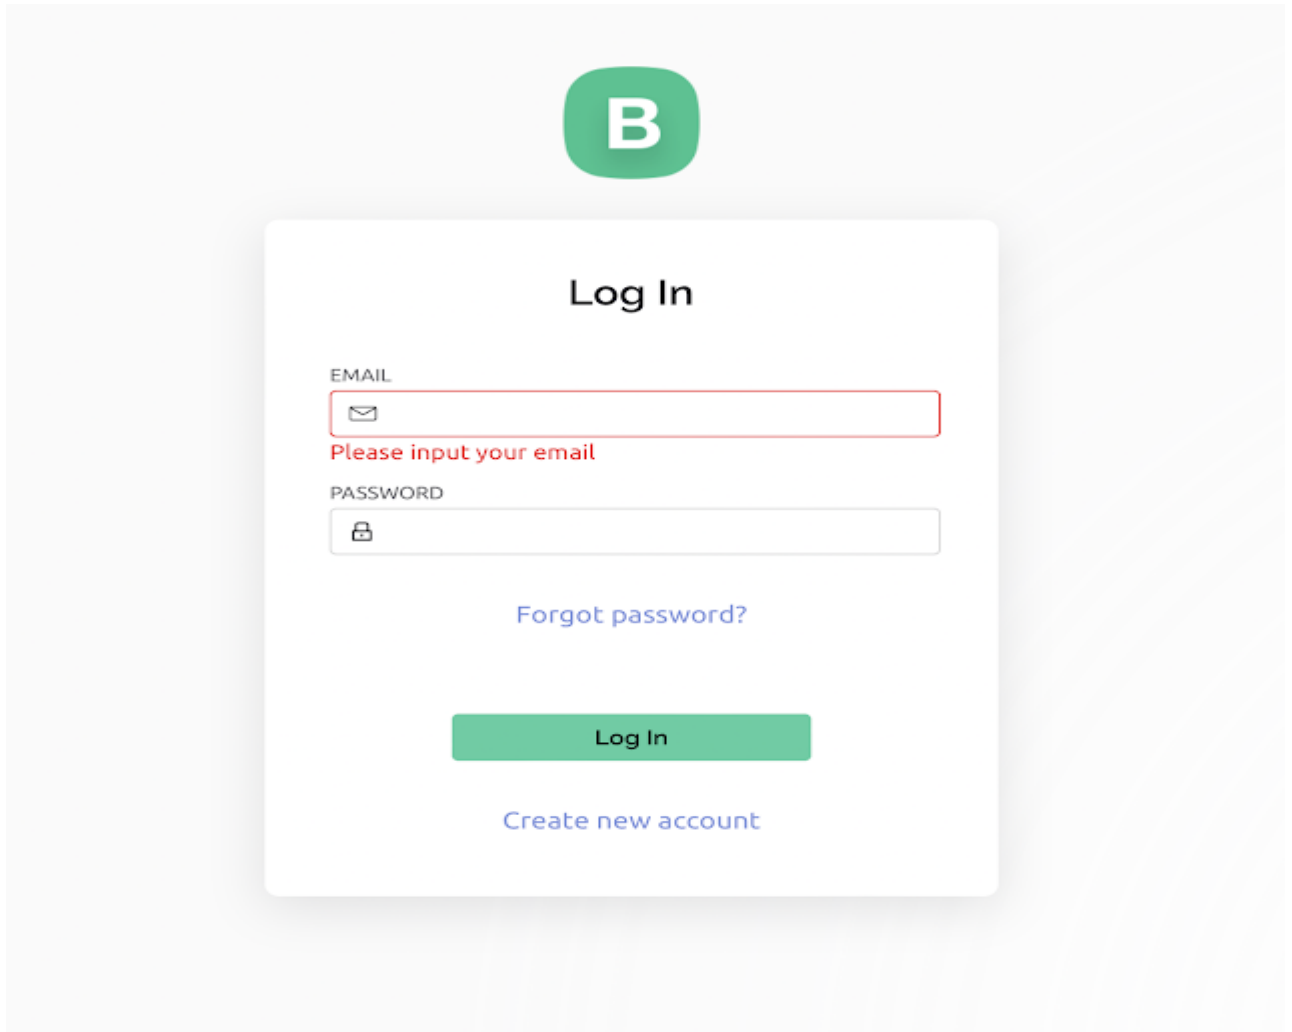 B
Log In
EMAIL
Please input your email
PASSWORD
Forgot password?
Log In
Create new account